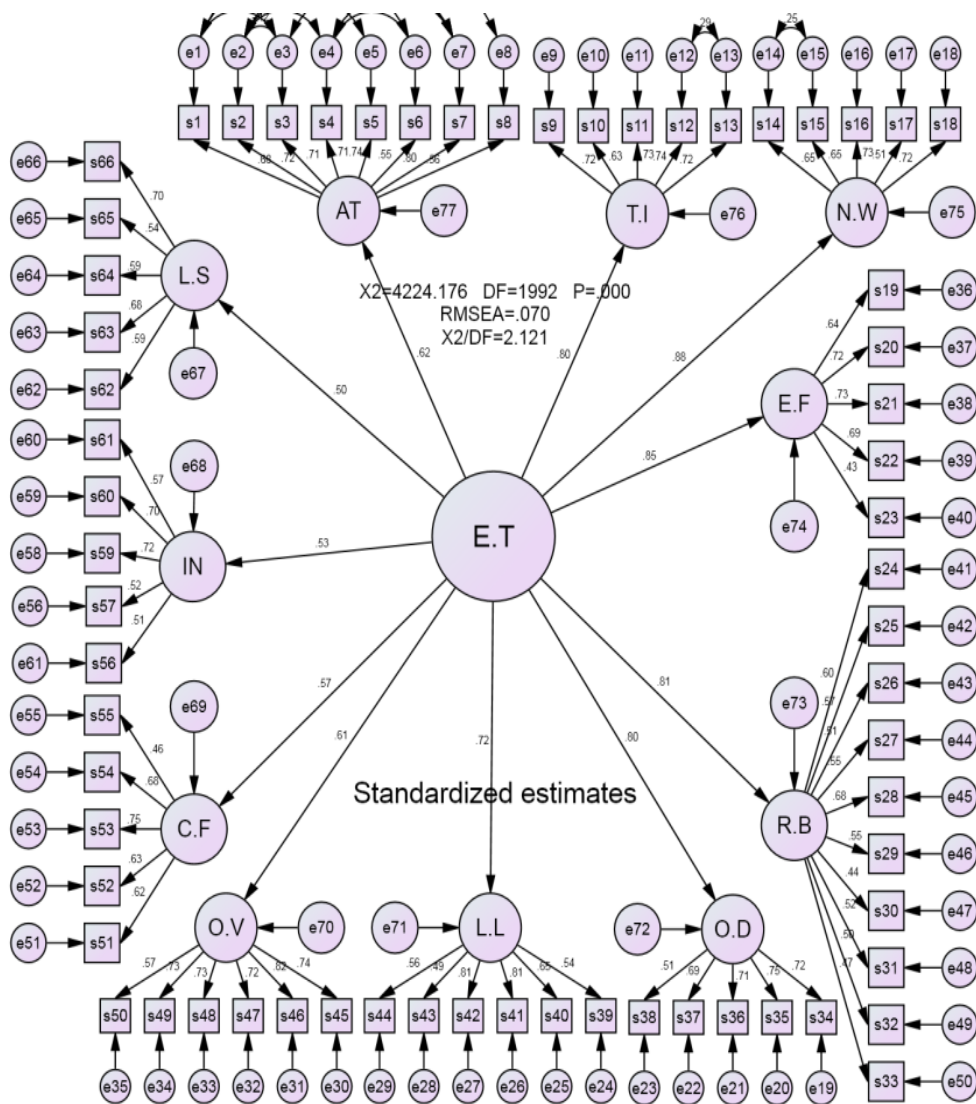 .29 .25
e1 e2 e3 e4 e5 e6 e7 e8 e9 e10 e11 e12 e13 e14 e15 e16 e17 e18
s1 s2 s3 s4 s5 s6 s7 s8 s9 s10 s11 s12 s13 s14 s15 s16 s17 s18
.72 .71 .71 .74 .55 .80 .72 .63 .73 .74 .72 .65 .65 .73 .51 .72
AT e77 T.I e76 N.W e75
e66 s66 .70
e65 s65 .54
e64 s64 .59 L.S
e63 s63 .68
e62 s62 .59 e67
X2=4224.176 DF=1992 P=.000
RMSEA=.070
X2/DF=2.121
.62 .80 .88 .50 .85
.64 s19 e36
.72 s20 e37
E.F .73 s21 e38
.69 s22 e39
e74 .43 s23 e40
E.T
e60 s61 .57 e68
e59 s60 .70
e58 s59 .72 IN .53
e56 s57 .52
e61 s56 .51
.57 .61 .72 .80 .81
e55 s55 .46 e69
e54 s54 .68
e53 s53 .75 C.F
e52 s52 .63
e51 s51 .62
Standardized estimates
s24 e41
s25 e42
.60 s26 e43
.57 e73
.51 s27 e44
.55
.68 s28 e45
R.B .55 s29 e46
.44 s30 e47
.52 s31 e48
s32 e49
.47 s33 e50
O.V e70 e71 L.L e72 O.D
.57 .73 .73 .72 .62 .74 .56 .49 .81 .81 .65 .54 .51 .69 .71 .75 .72
s50 s49 s48 s47 s46 s45 s44 s43 s42 s41 s40 s39 s38 s37 s36 s35 s34
e35 e34 e33 e32 e31 e30 e29 e28 e27 e26 e25 e24 e23 e22 e21 e20 e19